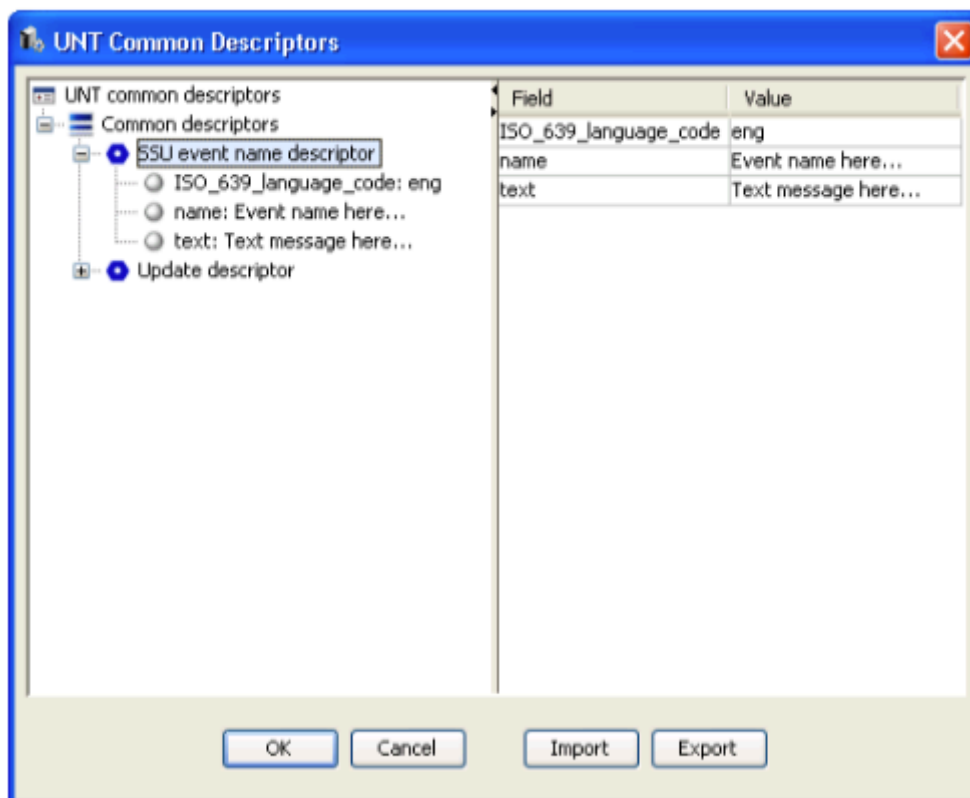 UNT Common Descriptors
UNT common descriptors
Common descriptors
SSU event name descriptor
ISO_639_language_code: eng
name: Event name here...
text: Text message here...
Update descriptor
Field Value
ISO_639_language_code eng
name Event name here...
text Text message here...
OK Cancel Import Export